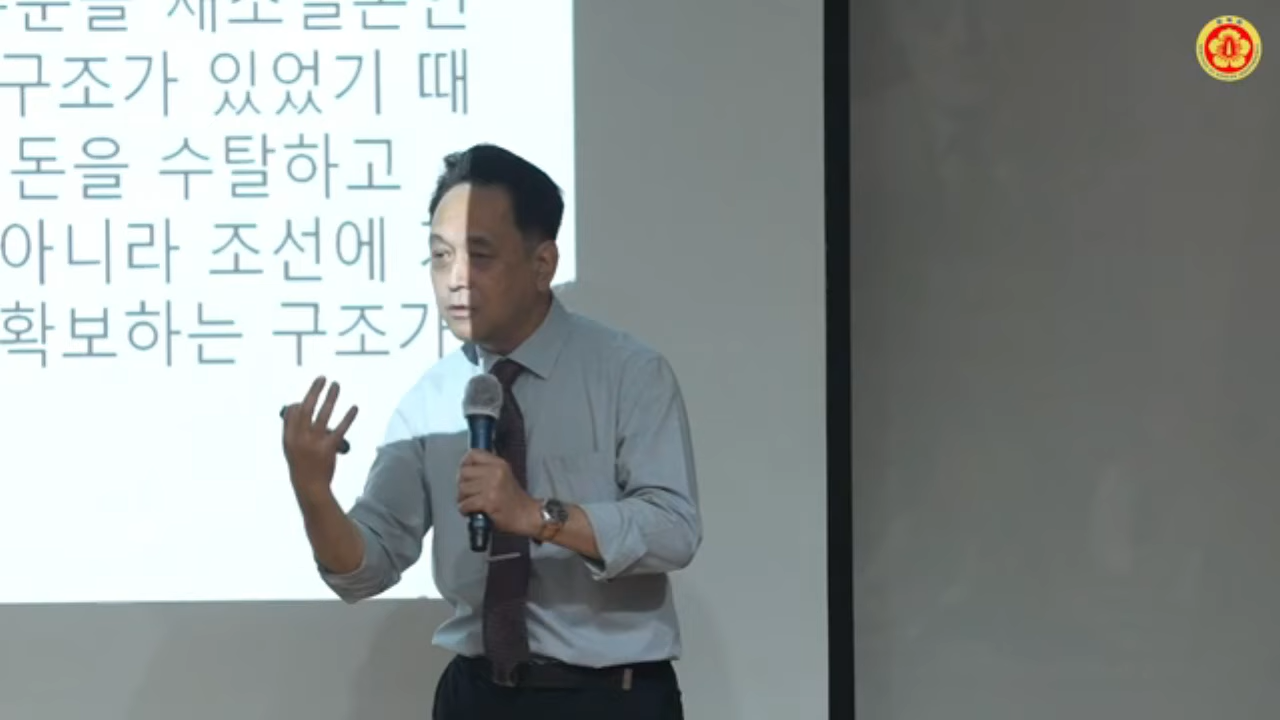 구조가 있었기 때
돈을 수탈하고
아니라 조선에
확보하는 구조가